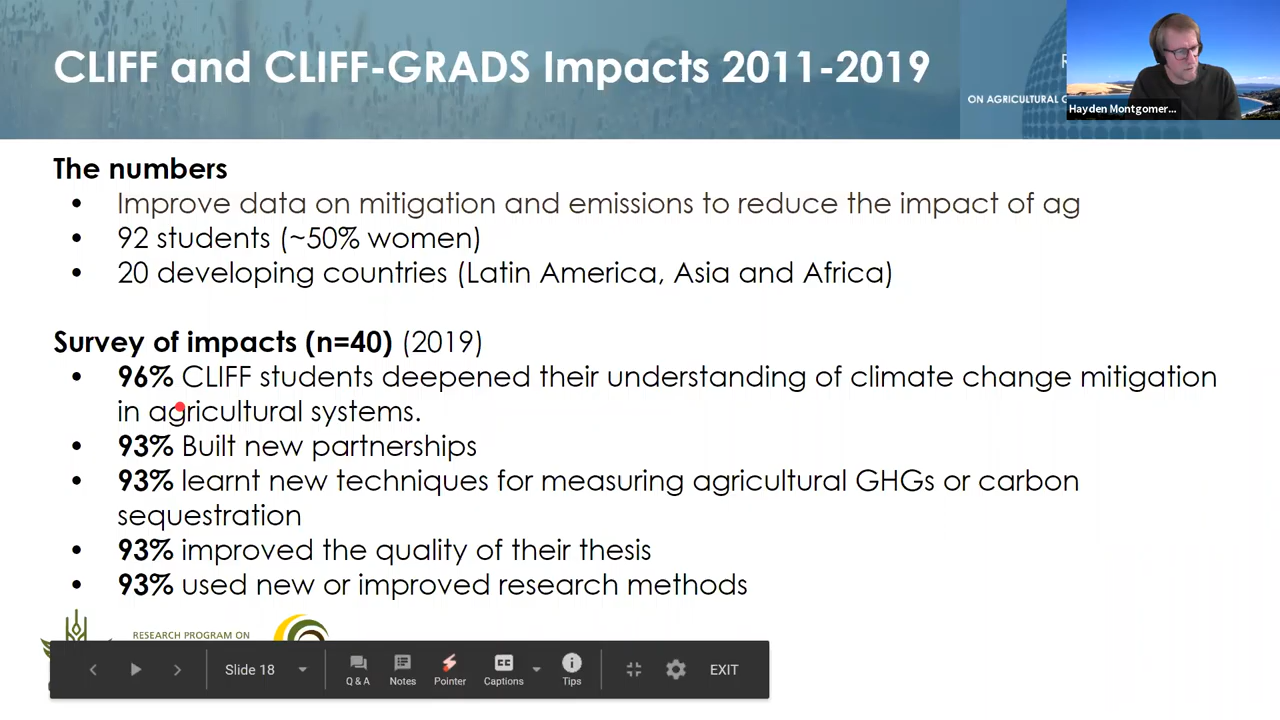 CLIFF and CLIFF-GRADS Impacts 2011-2019
R
ON AGRICULTURAL G
Hayden Montgomer...
The numbers
• Improve data on mitigation and emissions to reduce the impact of ag
• 92 students (~50% women)
• 20 developing countries (Latin America, Asia and Africa)
Survey of impacts (n=40) (2019)
• 96% CLIFF students deepened their understanding of climate change mitigation
in agricultural systems.
• 93% Built new partnerships
• 93% learnt new techniques for measuring agricultural GHGs or carbon
sequestration
• 93% improved the quality of their thesis
• 93% used new or improved research methods
RESEARCH PROGRAM ON
Slide 18
Q & A
Notes
Pointer
CC
Captions
Tips
EXIT